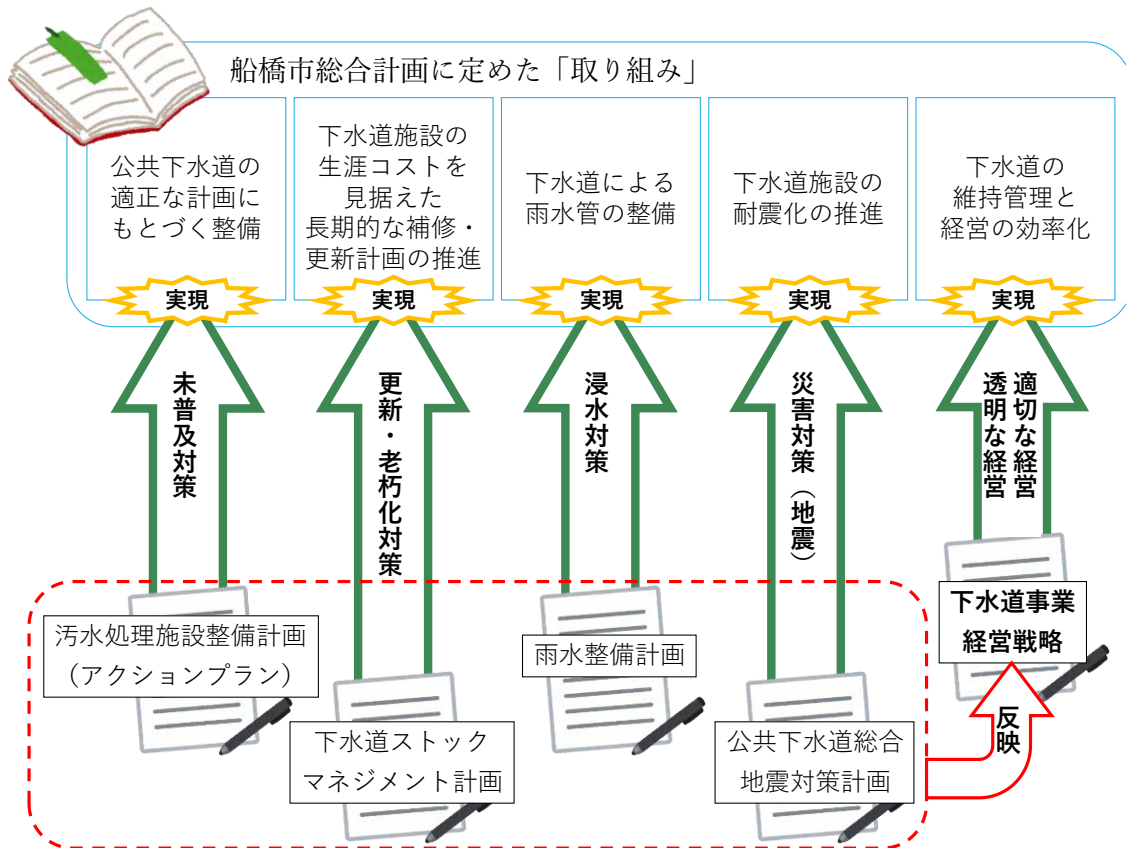 船橋市総合計画に定めた「取り組み」
公共下水道の
適正な計画に
もとづく整備
下水道施設の
生涯コストを
見据えた
長期的な補修・
更新計画の推進
下水道による
雨水管の整備
下水道施設の
耐震化の推進
下水道の
維持管理と
経営の効率化
実現
実現
実現
実現
実現
未普及対策
更新・老朽化対策
浸水対策
災害対策（地震）
適切な経営
透明な経営
汚水処理施設整備計画
（アクションプラン）
下水道ストック
マネジメント計画
雨水整備計画
公共下水道総合
地震対策計画
下水道事業
経営戦略
反映